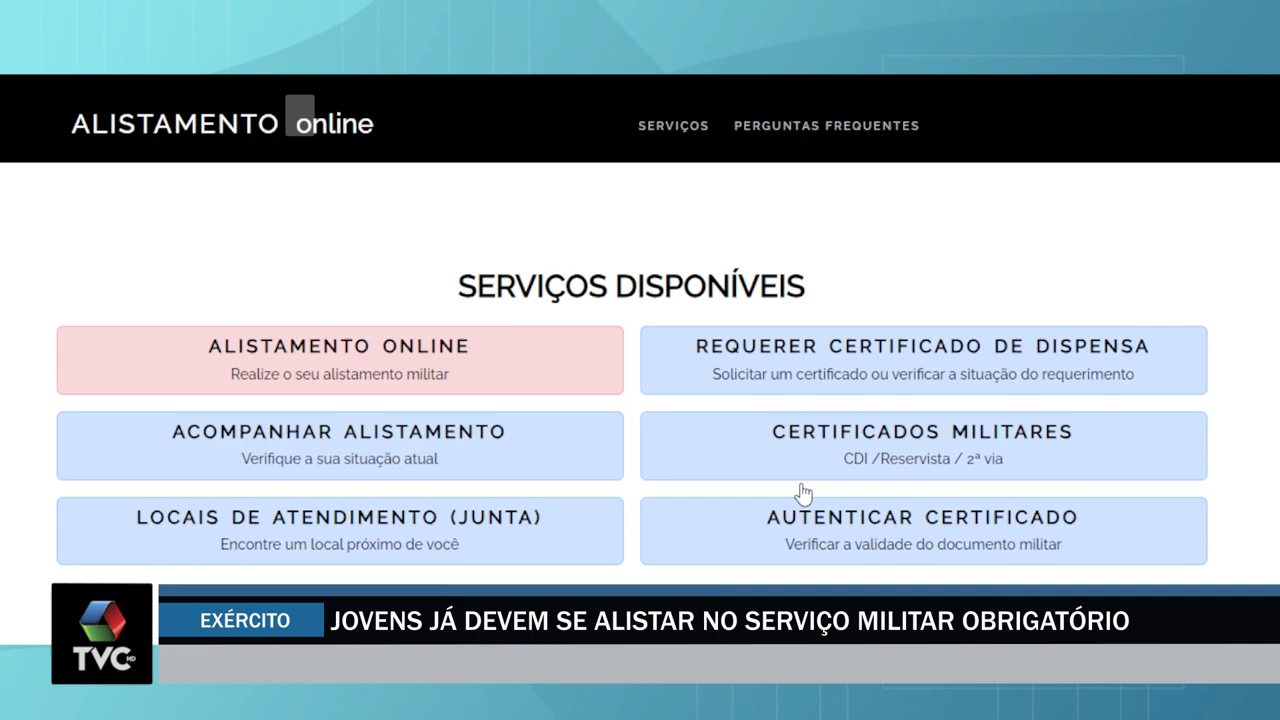 ALISTAMENTO online
SERVIÇOS PERGUNTAS FREQUENTES
SERVIÇOS DISPONÍVEIS
ALISTAMENTO ONLINE
Realize o seu alistamento militar
REQUERER CERTIFICADO DE DISPENSA
Solicitar um certificado ou verificar a situação do requerimento
ACOMPANHAR ALISTAMENTO
Verifique a sua situação atual
CERTIFICADOS MILITARES
CDI /Reservista / 2ª via
LOCAIS DE ATENDIMENTO (JUNTA)
Encontre um local próximo de você
AUTENTICAR CERTIFICADO
Verificar a validade do documento militar
EXÉRCITO JOVENS JÁ DEVEM SE ALISTAR NO SERVIÇO MILITAR OBRIGATÓRIO
TVC HD